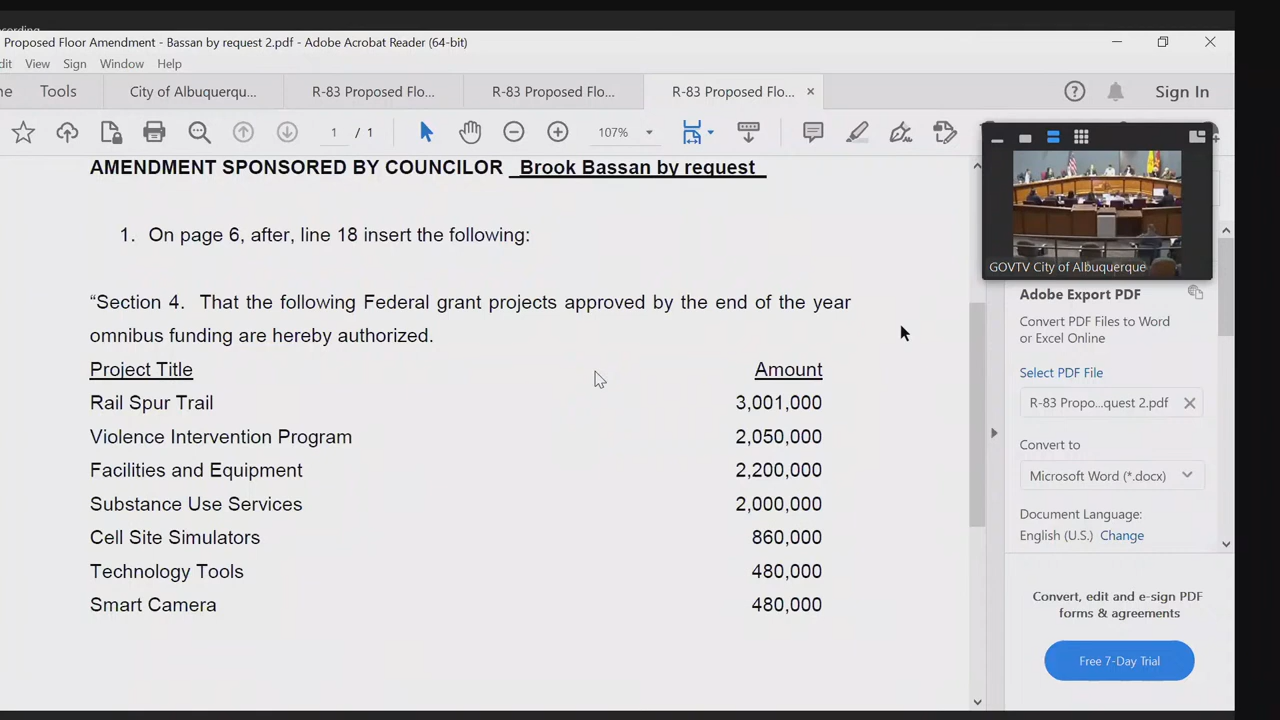 Proposed Floor Amendment - Bassan by request 2.pdf - Adobe Acrobat Reader (64-bit)
View Sign Window Help
Tools City of Albuquerqu... R-83 Proposed Flo... R-83 Proposed Flo... R-83 Proposed Flo... × Sign In
1 / 1 107%
AMENDMENT SPONSORED BY COUNCILOR Brook Bassan by request
1. On page 6, after, line 18 insert the following:
“Section 4. That the following Federal grant projects approved by the end of the year
omnibus funding are hereby authorized.
Project Title Amount
Rail Spur Trail 3,001,000
Violence Intervention Program 2,050,000
Facilities and Equipment 2,200,000
Substance Use Services 2,000,000
Cell Site Simulators 860,000
Technology Tools 480,000
Smart Camera 480,000
GOVTV City of Albuquerque
Adobe Export PDF
Convert PDF Files to Word
or Excel Online
Select PDF File
R-83 Propo...quest 2.pdf
Convert to
Microsoft Word (*.docx)
Document Language:
English (U.S.) Change
Convert, edit and e-sign PDF
forms & agreements
Free 7-Day Trial